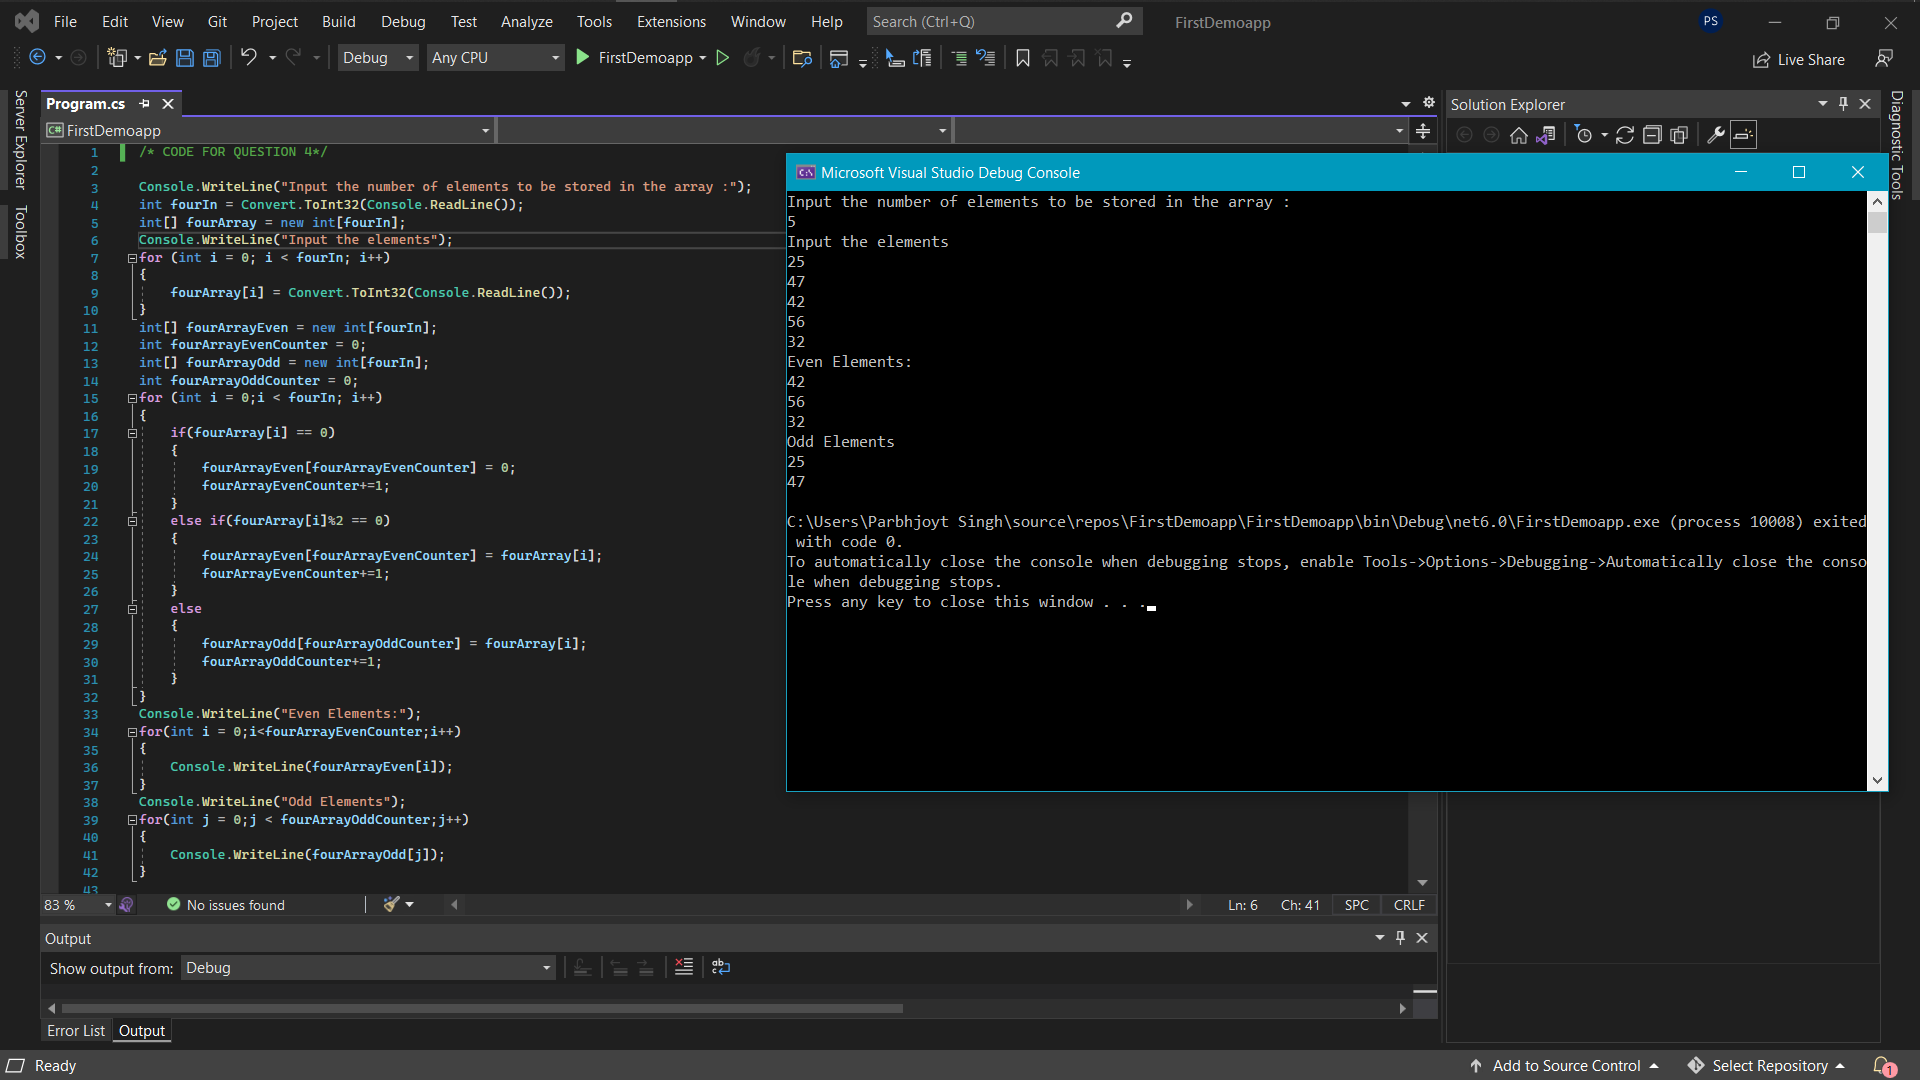 File Edit View Git Project Build Debug Test Analyze Tools Extensions Window Help Search (Ctrl+Q) FirstDemoapp PS
Debug Any CPU FirstDemoapp Live Share
Server Explorer
Toolbox
Program.cs
C# FirstDemoapp
1 /* CODE FOR QUESTION 4*/
2
3 Console.WriteLine("Input the number of elements to be stored in the array :");
4 int fourIn = Convert.ToInt32(Console.ReadLine());
5 int[] fourArray = new int[fourIn];
6 Console.WriteLine("Input the elements");
7 for (int i = 0; i < fourIn; i++)
8 {
9 fourArray[i] = Convert.ToInt32(Console.ReadLine());
10 }
11 int[] fourArrayEven = new int[fourIn];
12 int fourArrayEvenCounter = 0;
13 int[] fourArrayOdd = new int[fourIn];
14 int fourArrayOddCounter = 0;
15 for (int i = 0;i < fourIn; i++)
16 {
17 if(fourArray[i] == 0)
18 {
19 fourArrayEven[fourArrayEvenCounter] = 0;
20 fourArrayEvenCounter+=1;
21 }
22 else if(fourArray[i]%2 == 0)
23 {
24 fourArrayEven[fourArrayEvenCounter] = fourArray[i];
25 fourArrayEvenCounter+=1;
26 }
27 else
28 {
29 fourArrayOdd[fourArrayOddCounter] = fourArray[i];
30 fourArrayOddCounter+=1;
31 }
32 }
33 Console.WriteLine("Even Elements:");
34 for(int i = 0;i<fourArrayEvenCounter;i++)
35 {
36 Console.WriteLine(fourArrayEven[i]);
37 }
38 Console.WriteLine("Odd Elements");
39 for(int j = 0;j < fourArrayOddCounter;j++)
40 {
41 Console.WriteLine(fourArrayOdd[j]);
42 }
43
83 % No issues found Ln: 6 Ch: 41 SPC CRLF
Output
Show output from: Debug
Error List Output
Ready Add to Source Control Select Repository 1
Solution Explorer
Diagnostic Tools
Microsoft Visual Studio Debug Console
Input the number of elements to be stored in the array :
5
Input the elements
25
47
42
56
32
Even Elements:
42
56
32
Odd Elements
25
47
C:\Users\Parbhjoyt Singh\source\repos\FirstDemoapp\FirstDemoapp\bin\Debug\net6.0\FirstDemoapp.exe (process 10008) exited
with code 0.
To automatically close the console when debugging stops, enable Tools->Options->Debugging->Automatically close the conso
le when debugging stops.
Press any key to close this window . . .